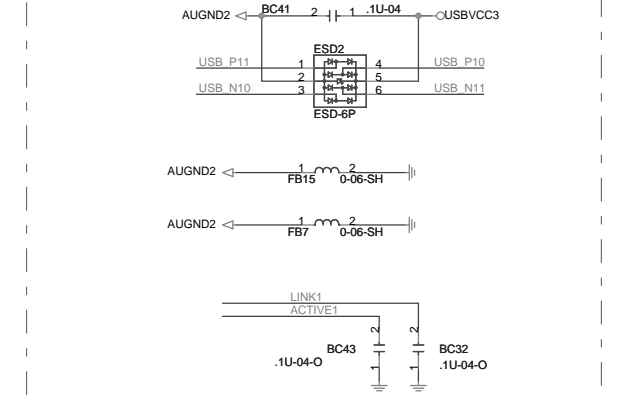 AUGND2 BC41 2 1 .1U-04 USBVCC3
ESD2
USB_P11 1 4 USB_P10
2 5
USB_N10 3 6 USB_N11
ESD-6P
AUGND2 1 2
FB15 0-06-SH
AUGND2 1 2
FB7 0-06-SH
LINK1
ACTIVE1
2 2
BC43 BC32
.1U-04-O .1U-04-O
1 1